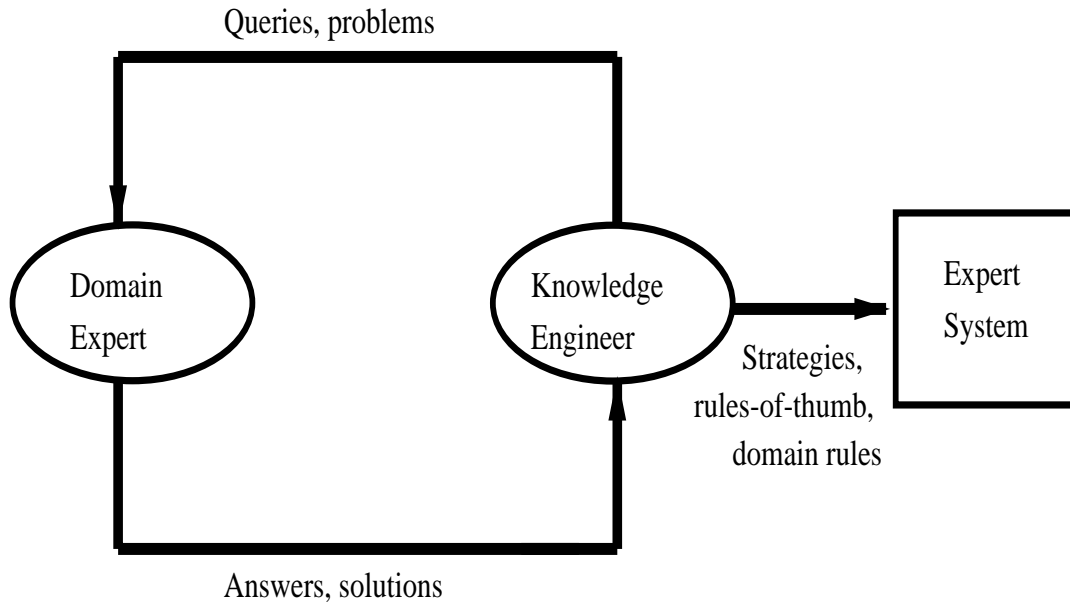 Queries, problems
Domain
Expert
Knowledge
Engineer
Expert
System
Strategies,
rules-of-thumb,
domain rules
Answers, solutions